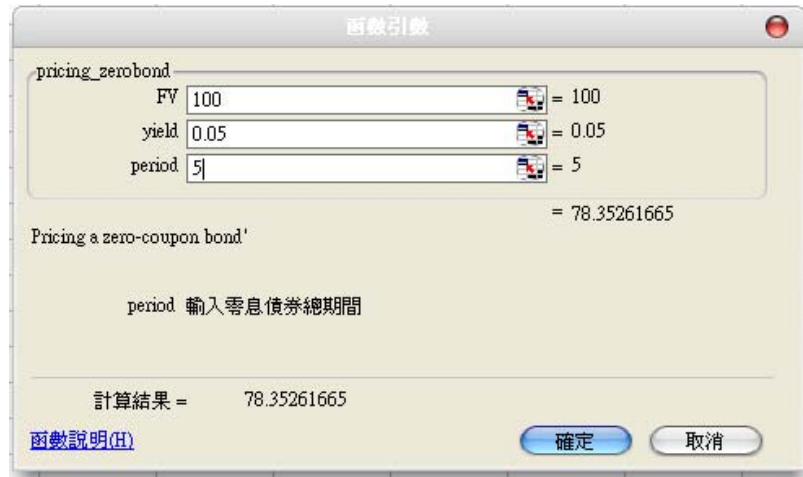 函數引數
pricing_zerobond
FV 100 = 100
yield 0.05 = 0.05
period 5 = 5
= 78.35261665
Pricing a zero-coupon bond'
period 輸入零息債券總期間
計算結果 = 78.35261665
函數說明(H) 確定 取消